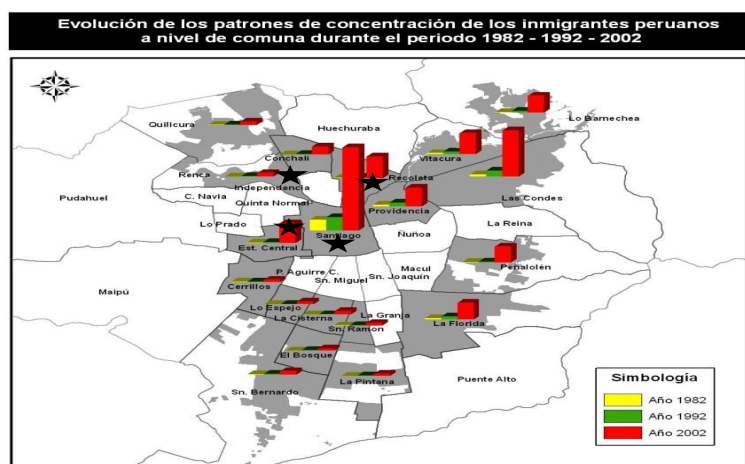 Evolución de los patrones de concentración de los inmigrantes peruanos
a nivel de comuna durante el periodo 1982 - 1992 - 2002
Lo Barnechea
Quilicura
Huechuraba
Conchalí
Vitacura
Renca
Recoleta
Independencia
Las Condes
Pudahuel
C. Navia
Quinta Normal
Providencia
Lo Prado
Santiago
Ñuñoa
La Reina
Est. Central
Macul
Peñalolén
P. Aguirre C.
Sn. Miguel
Sn. Joaquín
Cerrillos
Maipú
Lo Espejo
La Cisterna
La Granja
Sn. Ramon
La Florida
El Bosque
Sn. Bernardo
La Pintana
Puente Alto
Simbología
Año 1982
Año 1992
Año 2002